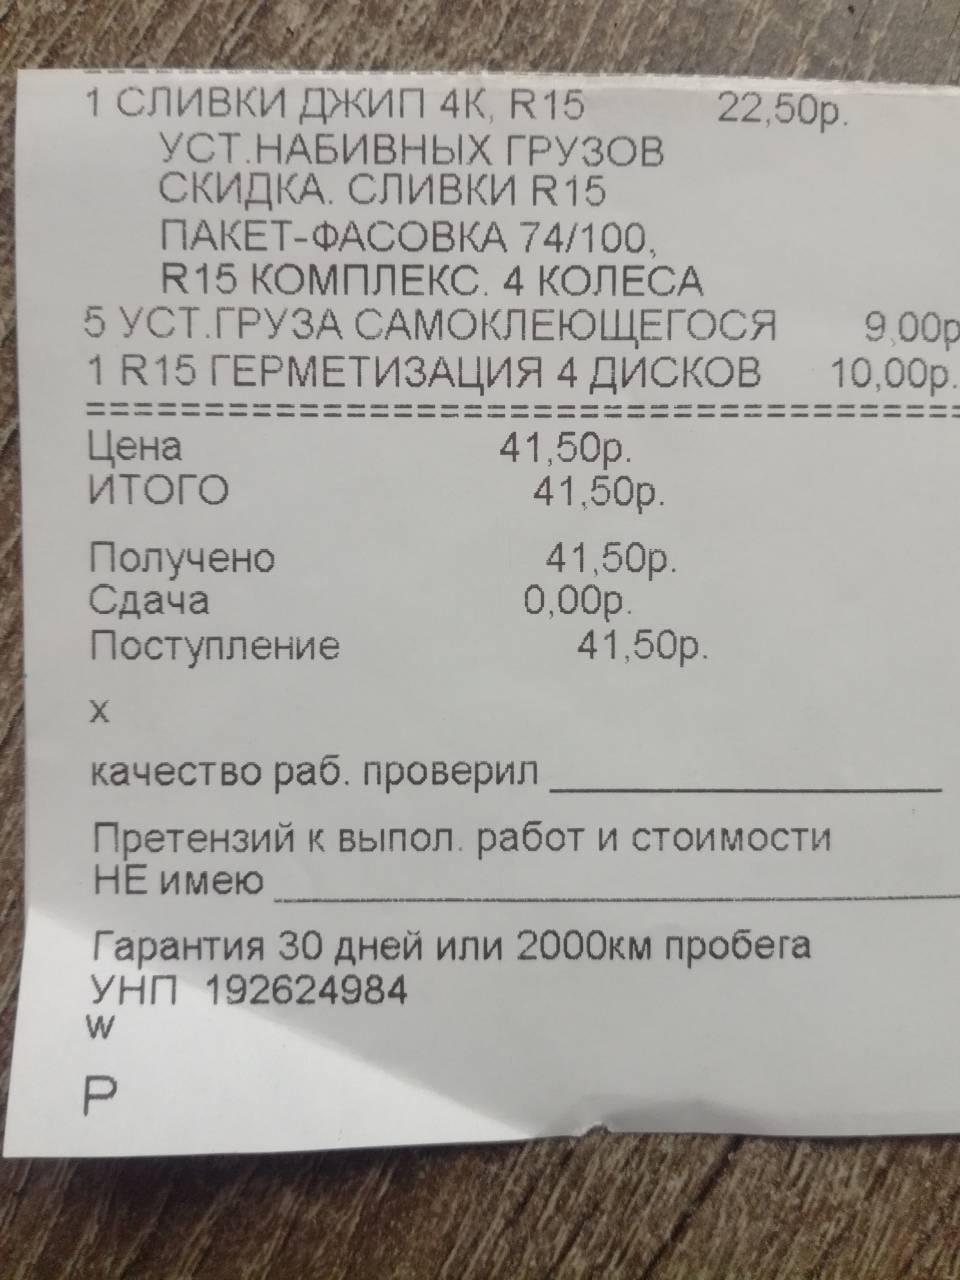 1 СЛИВКИ ДЖИП 4К, R15 22,50р.
УСТ.НАБИВНЫХ ГРУЗОВ
СКИДКА. СЛИВКИ R15
ПАКЕТ-ФАСОВКА 74/100,
R15 КОМПЛЕКС. 4 КОЛЕСА
5 УСТ.ГРУЗА САМОКЛЕЮЩЕГОСЯ 9,00р
1 R15 ГЕРМЕТИЗАЦИЯ 4 ДИСКОВ 10,00р.
======================================
Цена 41,50р.
ИТОГО 41,50р.
Получено 41,50р.
Сдача 0,00р.
Поступление 41,50р.
x
качество раб. проверил ________________
Претензий к выпол. работ и стоимости
НЕ имею ____________________________
Гарантия 30 дней или 2000км пробега
УНП 192624984
w
P